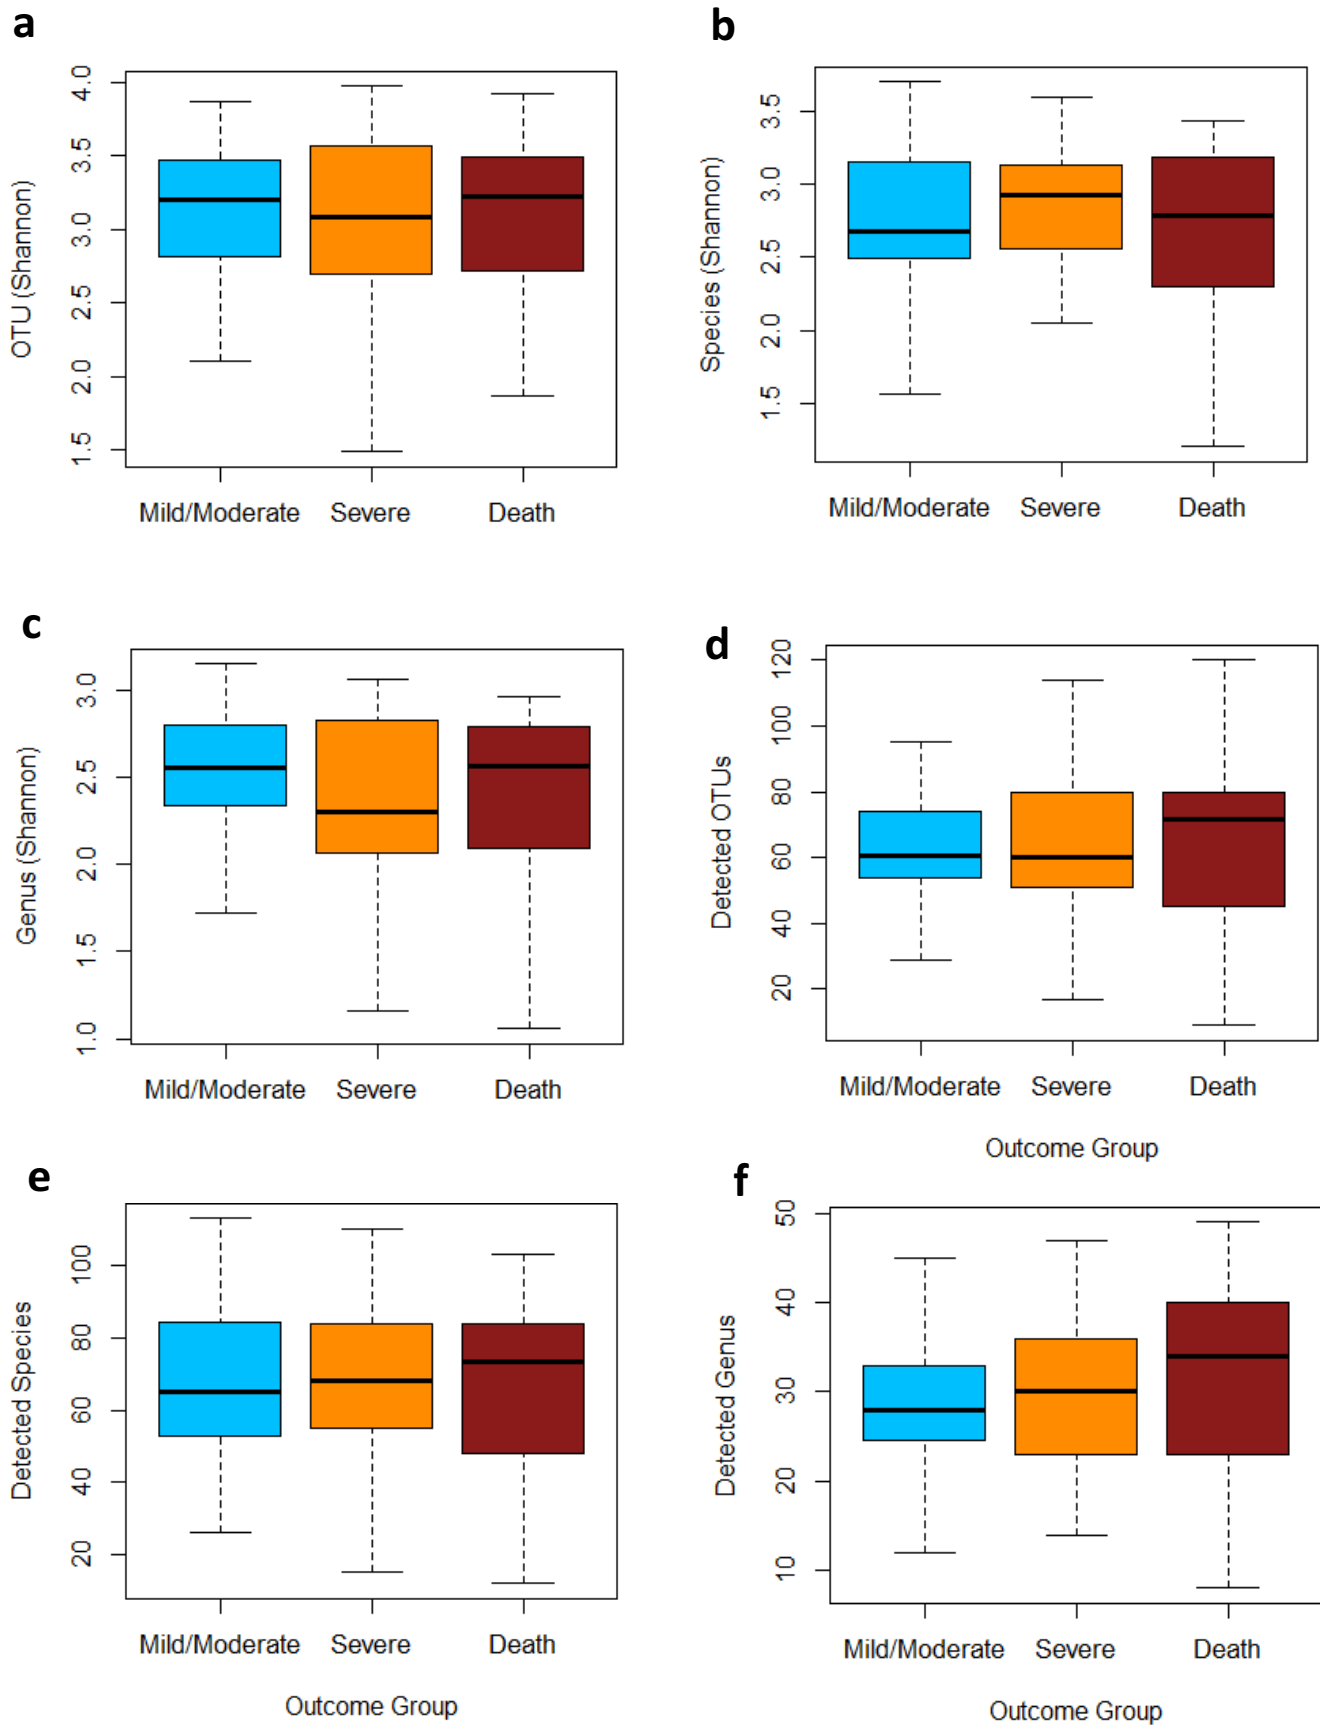 a
OTU (Shannon)
4.0
3.5
3.0
2.5
2.0
1.5
Mild/Moderate Severe Death
b
Species (Shannon)
3.5
3.0
2.5
2.0
1.5
Mild/Moderate Severe Death
c
Genus (Shannon)
3.0
2.5
2.0
1.5
1.0
Mild/Moderate Severe Death
d
Detected OTUs
120
100
80
60
40
20
Mild/Moderate Severe Death
Outcome Group
e
Detected Species
100
80
60
40
20
Mild/Moderate Severe Death
Outcome Group
f
Detected Genus
50
40
30
20
10
Mild/Moderate Severe Death
Outcome Group